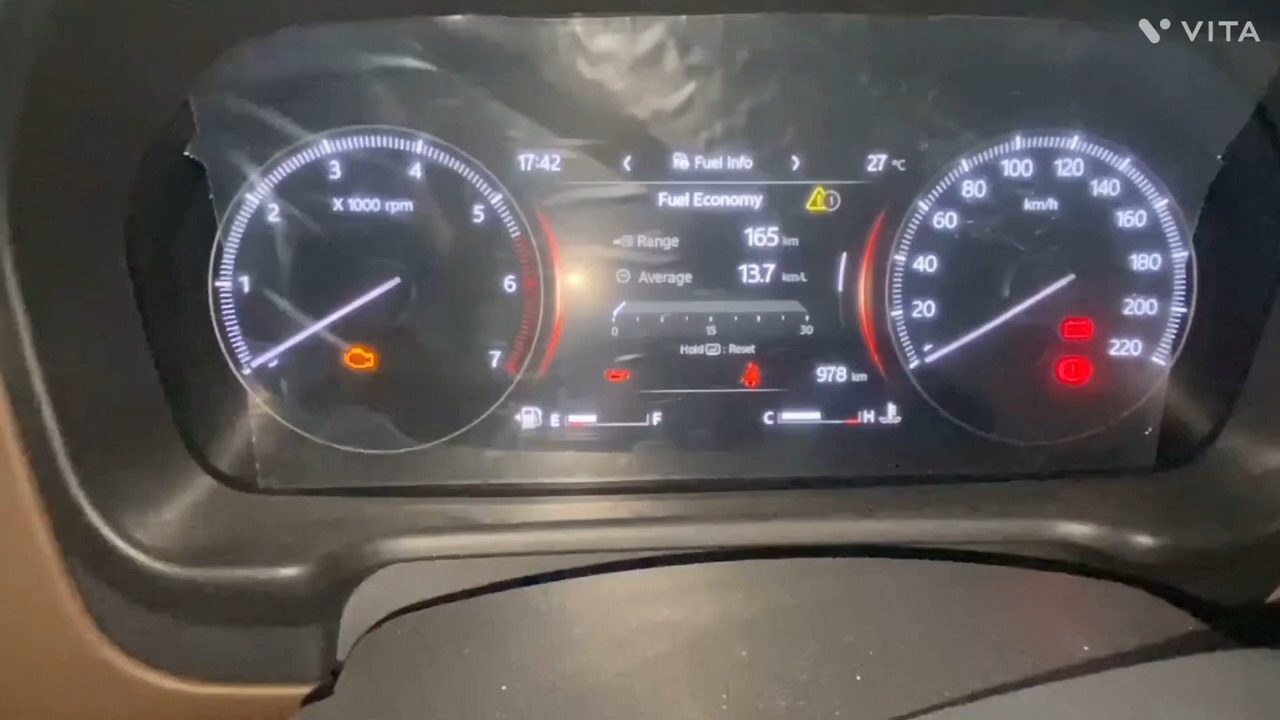 VITA
17:42 < Fuel Info > 27 °C
Fuel Economy 1
Range 165 km
Average 13.7 km/L
0 15 30
Hold : Reset
978 km
E F C H
1 2 3 4 5 6 7
X 1000 rpm
20 40 60 80 100 120 140 160 180 200 220
km/h